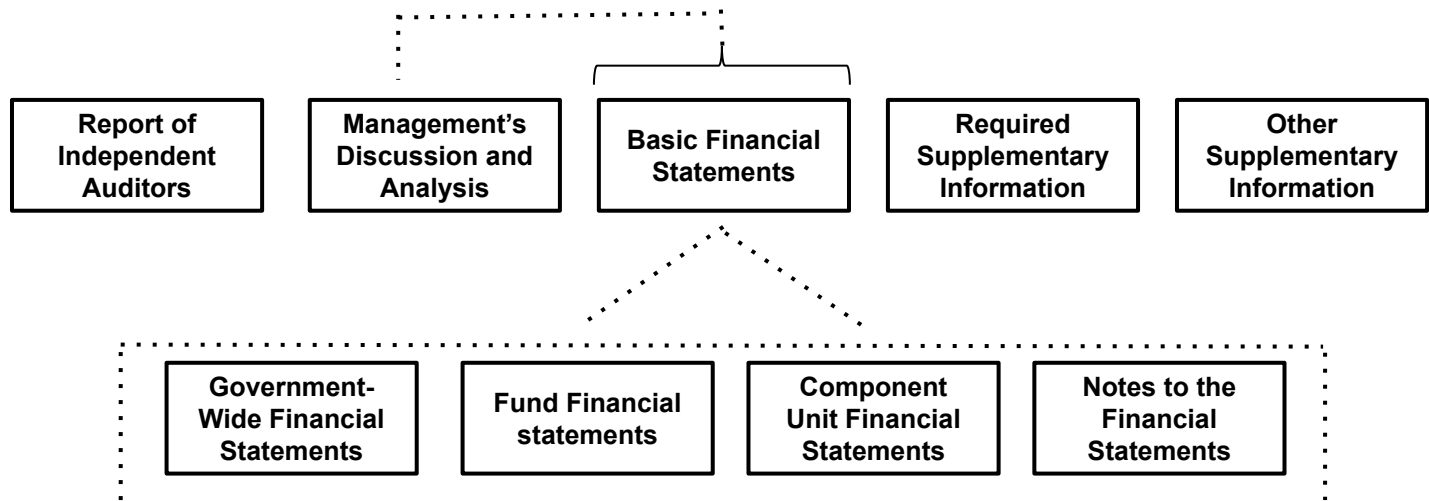 Report of
Independent
Auditors
Management's
Discussion and
Analysis
Basic Financial
Statements
Required
Supplementary
Information
Other
Supplementary
Information
Government-
Wide Financial
Statements
Fund Financial
statements
Component
Unit Financial
Statements
Notes to the
Financial
Statements